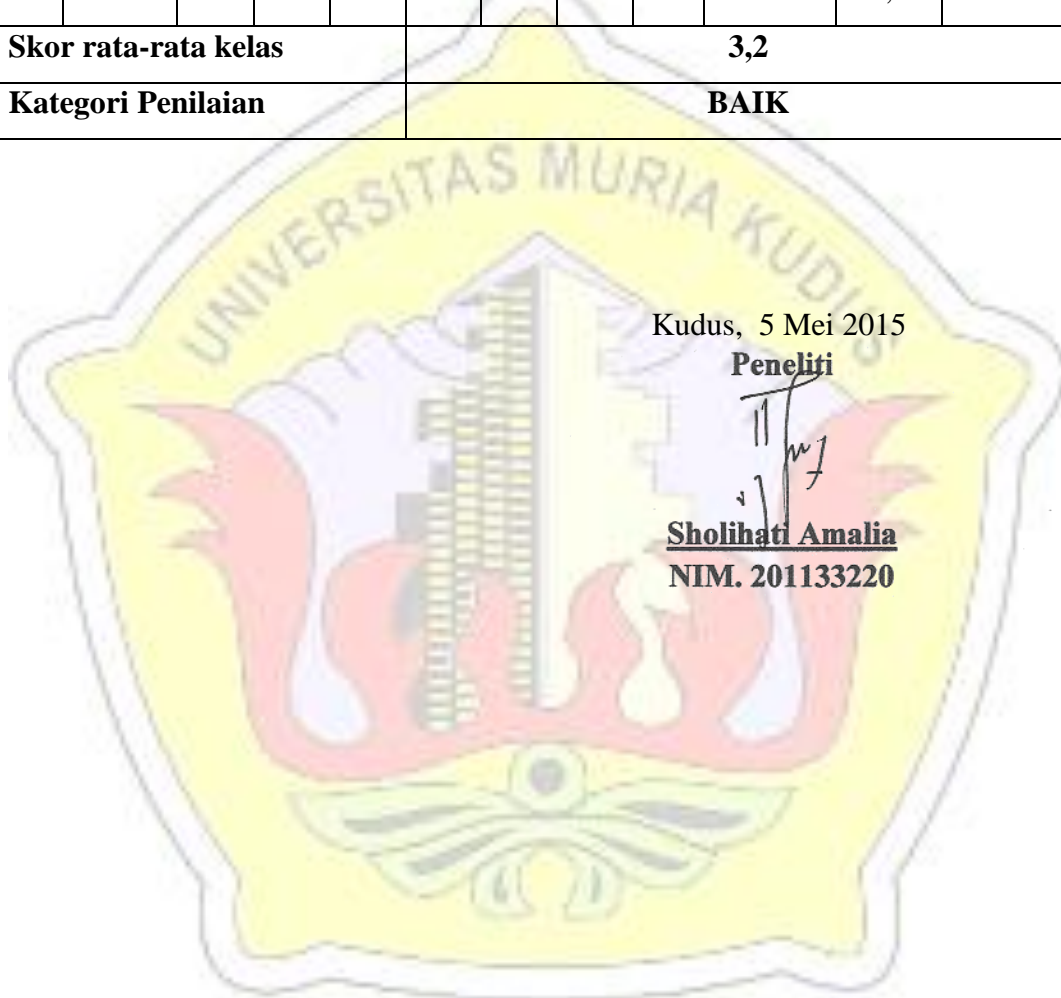 Skor rata-rata kelas 3,2
Kategori Penilaian BAIK
UNIVERSITAS MURIA KUDUS
Kudus, 5 Mei 2015
Peneliti
Sholihati Amalia
NIM. 201133220